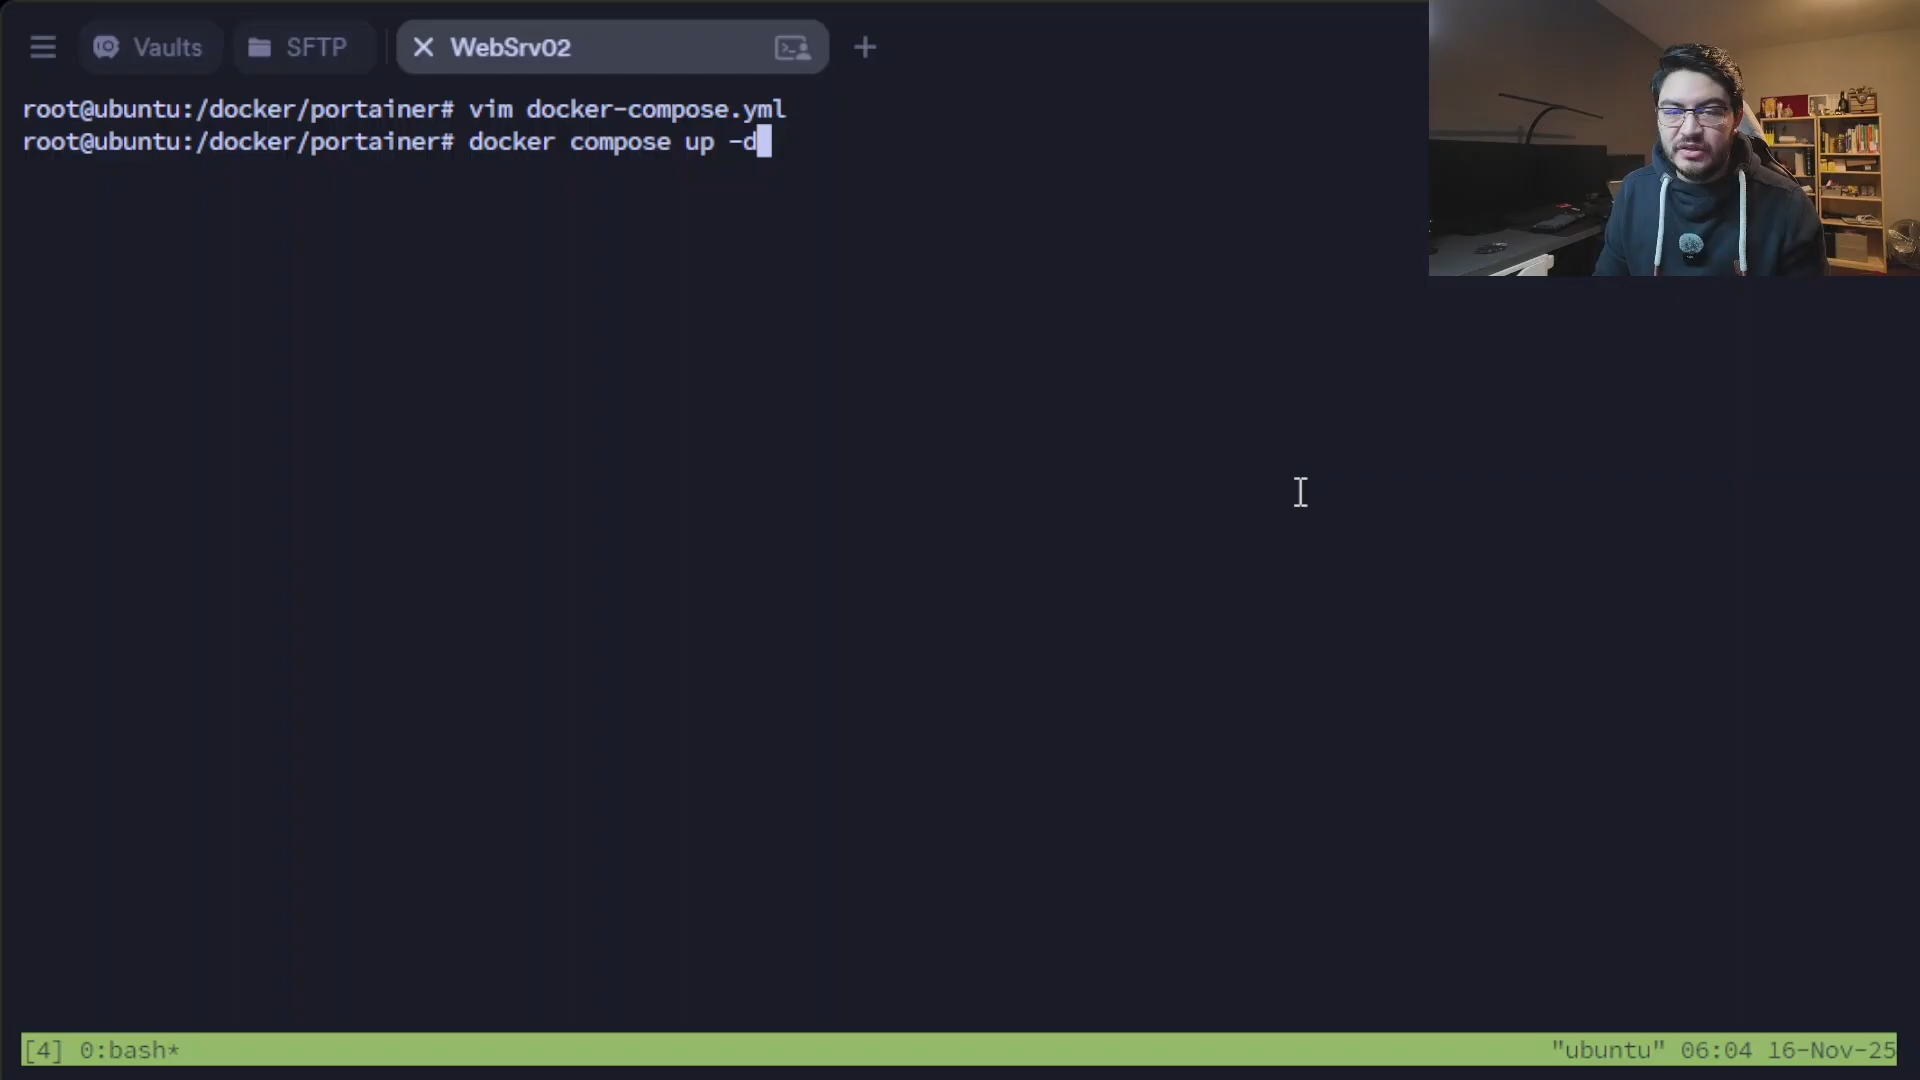 Vaults SFTP WebSrv02
root@ubuntu:/docker/portainer# vim docker-compose.yml
root@ubuntu:/docker/portainer# docker compose up -d
[4] 0:bash* "ubuntu" 06:04 16-Nov-25